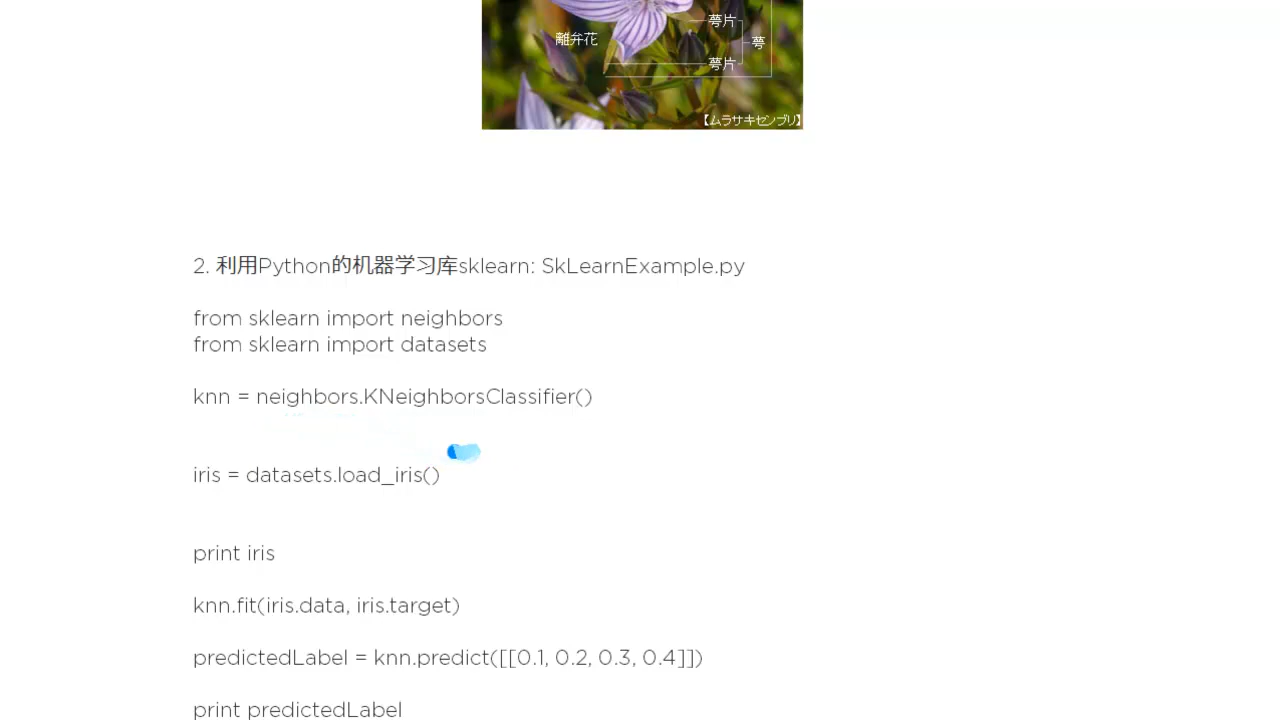 萼片
離弁花
萼
萼片
【ムラサキセンブリ】
2. 利用Python的机器学习库sklearn: SkLearnExample.py
from sklearn import neighbors
from sklearn import datasets
knn = neighbors.KNeighborsClassifier()
iris = datasets.load_iris()
print iris
knn.fit(iris.data, iris.target)
predictedLabel = knn.predict([[0.1, 0.2, 0.3, 0.4]])
print predictedLabel